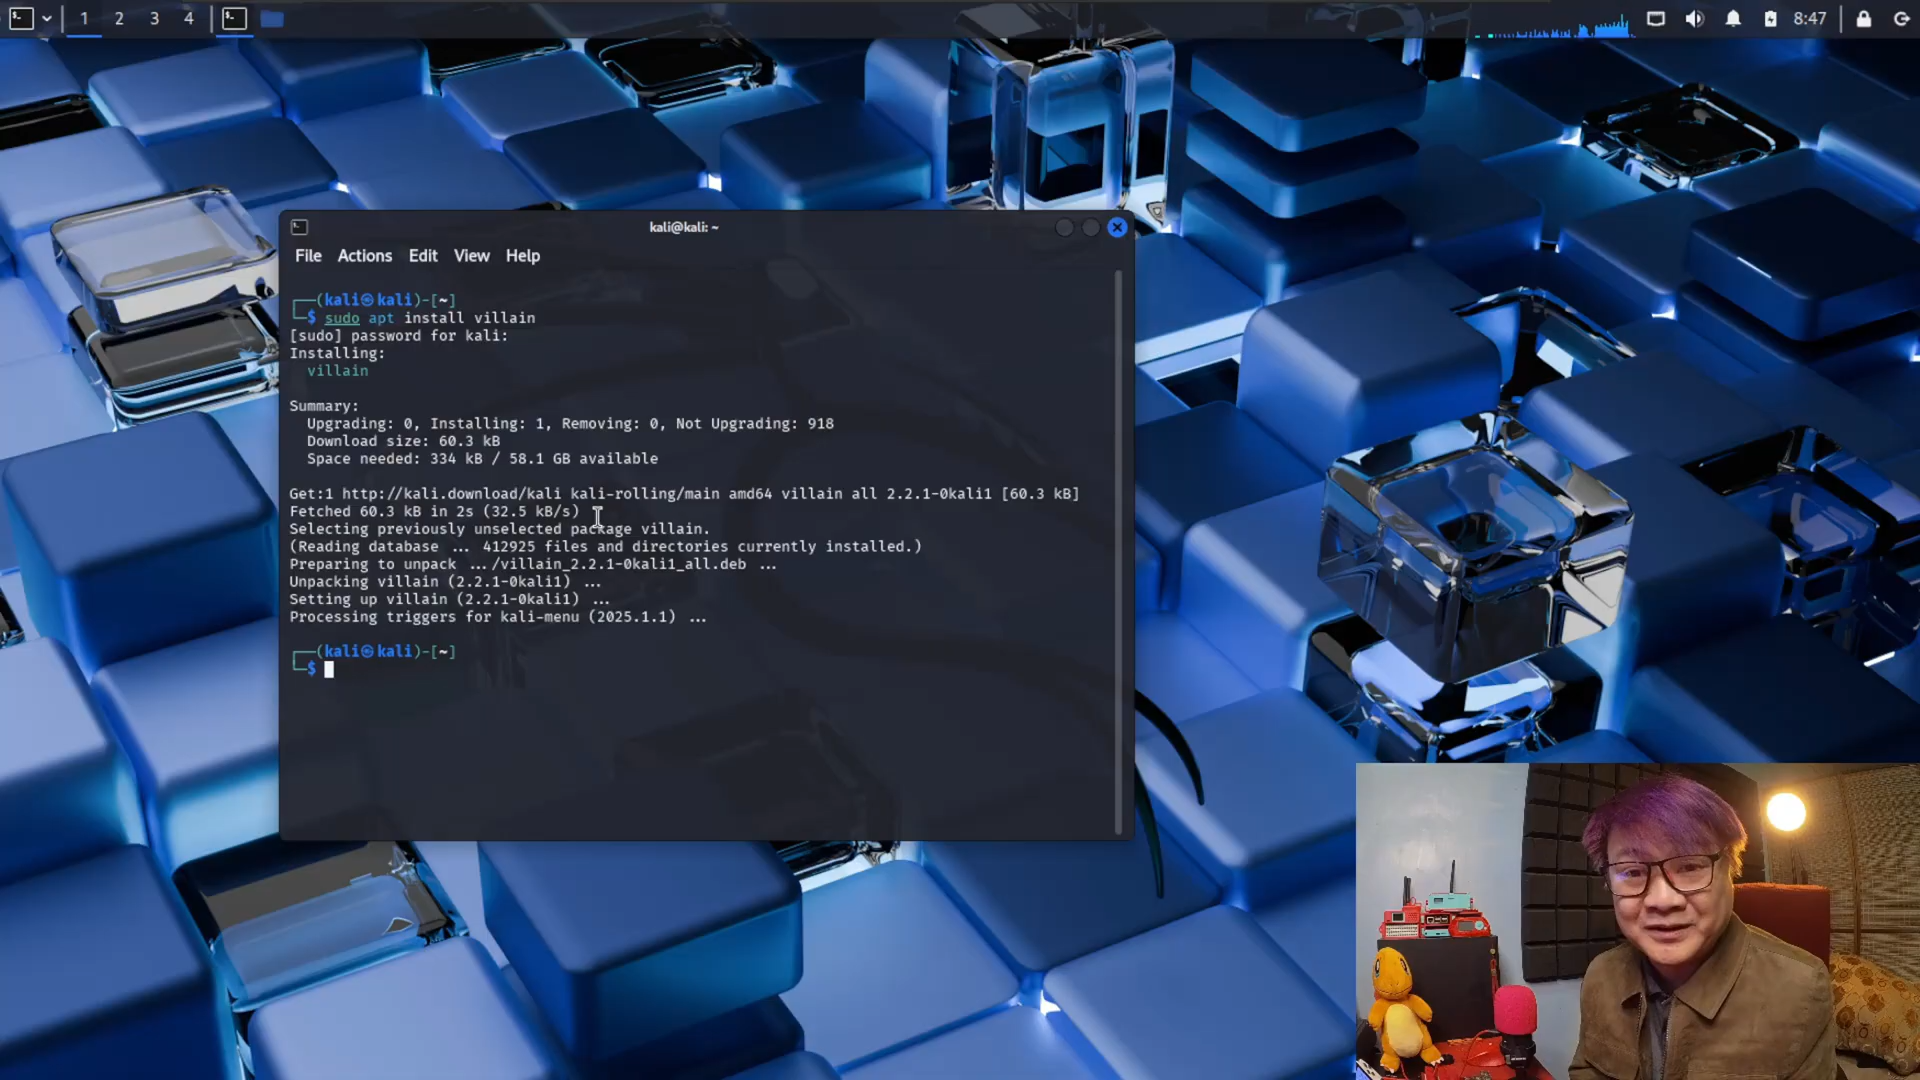 1 2 3 4
8:47
kali@kali: ~
File Actions Edit View Help
┌──(kali㉿kali)-[~]
└─$ sudo apt install villain
[sudo] password for kali:
Installing:
villain
Summary:
Upgrading: 0, Installing: 1, Removing: 0, Not Upgrading: 918
Download size: 60.3 kB
Space needed: 334 kB / 58.1 GB available
Get:1 http://kali.download/kali kali-rolling/main amd64 villain all 2.2.1-0kali1 [60.3 kB]
Fetched 60.3 kB in 2s (32.5 kB/s)
Selecting previously unselected package villain.
(Reading database ... 412925 files and directories currently installed.)
Preparing to unpack .../villain_2.2.1-0kali1_all.deb ...
Unpacking villain (2.2.1-0kali1) ...
Setting up villain (2.2.1-0kali1) ...
Processing triggers for kali-menu (2025.1.1) ...
┌──(kali㉿kali)-[~]
└─$